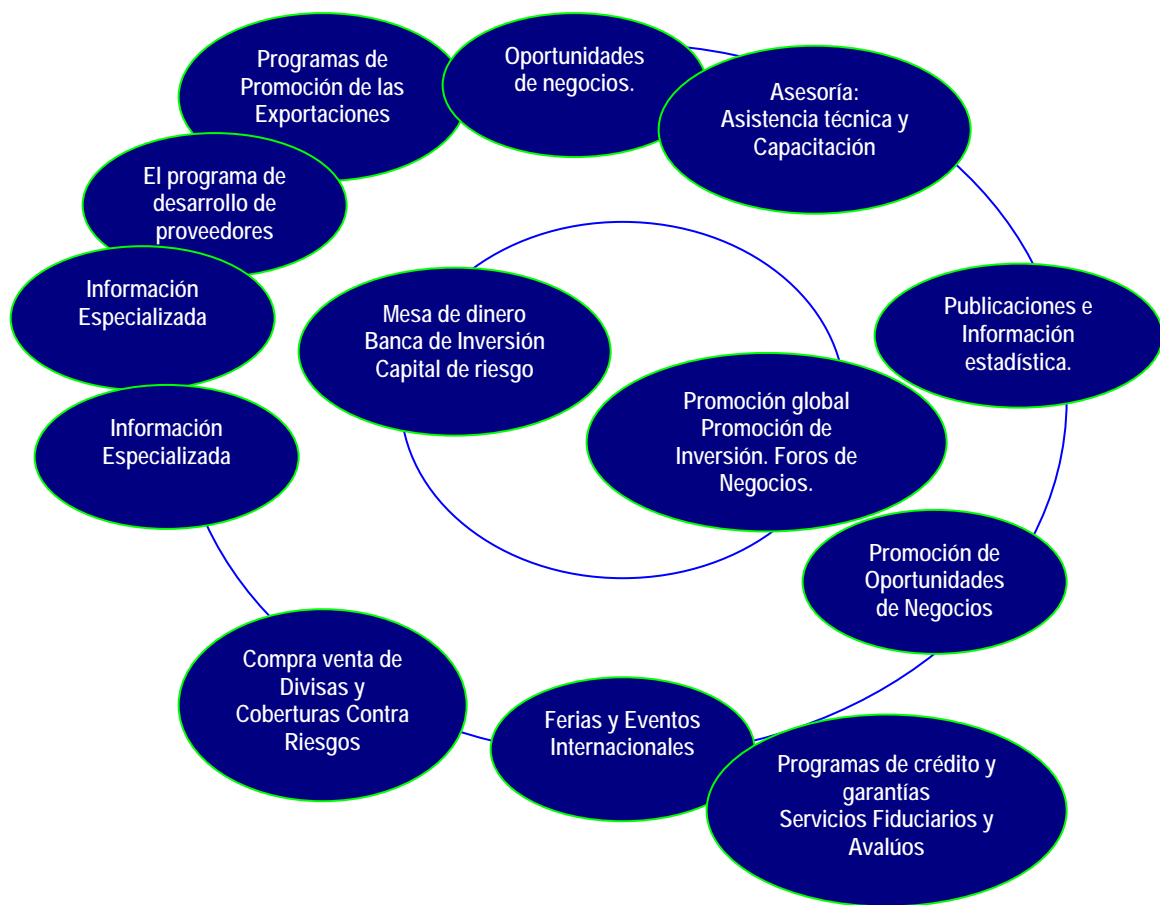 Programas de
Promoción de las
Exportaciones
Oportunidades
de negocios.
Asesoría:
Asistencia técnica y
Capacitación
El programa de
desarrollo de
proveedores
Información
Especializada
Mesa de dinero
Banca de Inversión
Capital de riesgo
Publicaciones e
Información
estadística.
Promoción global
Promoción de
Inversión. Foros de
Negocios.
Información
Especializada
Promoción de
Oportunidades
de Negocios
Compra venta de
Divisas y
Coberturas Contra
Riesgos
Ferias y Eventos
Internacionales
Programas de crédito y
garantías
Servicios Fiduciarios y
Avalúos